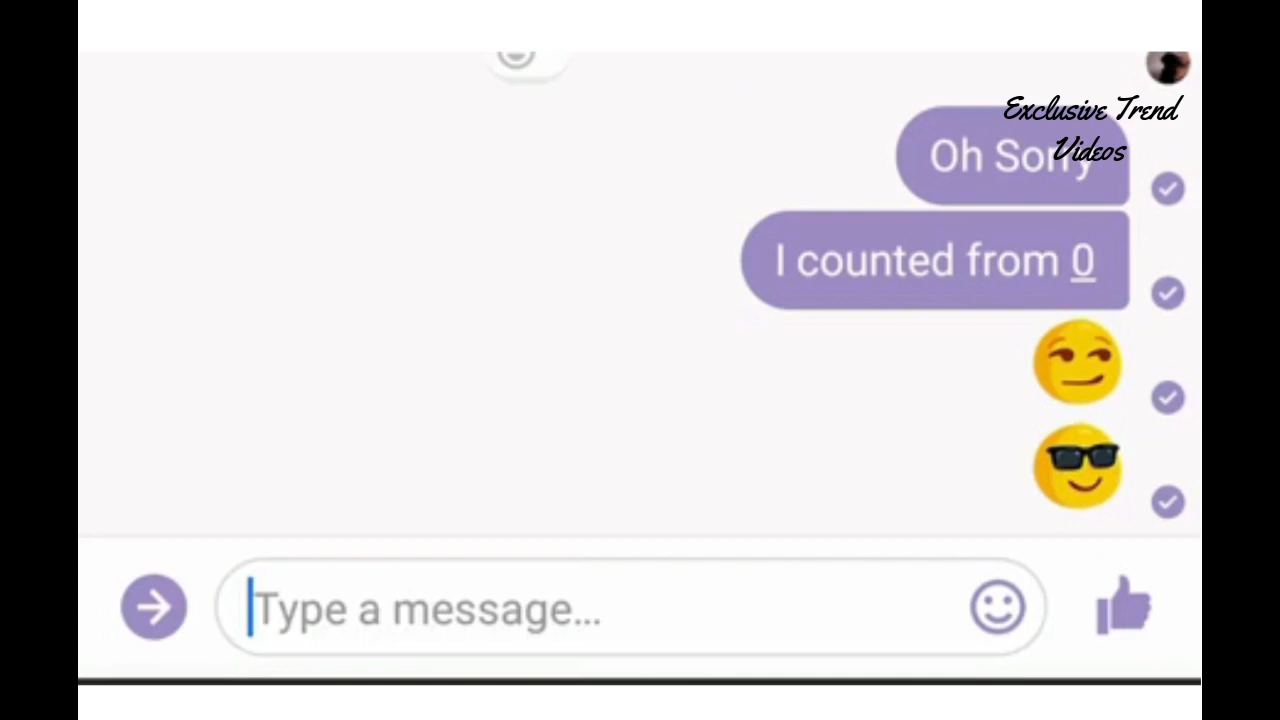 Exclusive Trend
Videos
Oh Sorry
I counted from 0
Type a message...